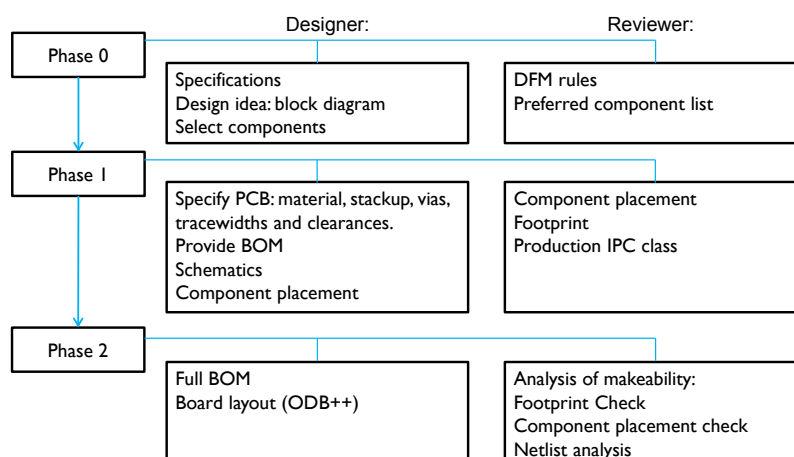 Designer:
Reviewer:
Phase 0
Specifications
Design idea: block diagram
Select components
DFM rules
Preferred component list
Phase 1
Specify PCB: material, stackup, vias,
tracewidths and clearances.
Provide BOM
Schematics
Component placement
Component placement
Footprint
Production IPC class
Phase 2
Full BOM
Board layout (ODB++)
Analysis of makeability:
Footprint Check
Component placement check
Netlist analysis